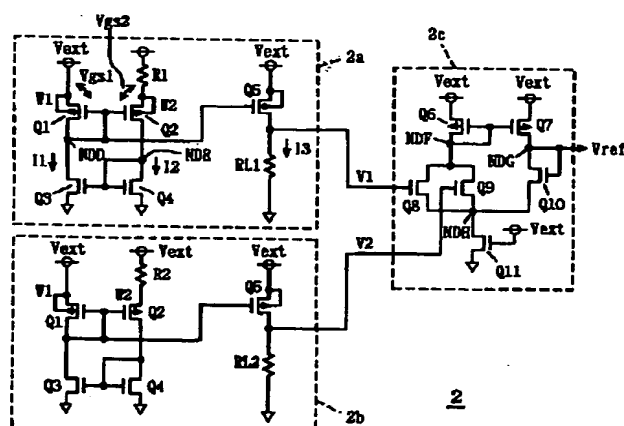 Vgs2
Vext
Vext
Vgs1
R1
Vext
2a
2c
W1
W2
Q5
Q1
Q2
NDD
NDE
I1
I2
I3
RL1
Q3
Q4
Vext
Vext
Q6
Q7
NDF
NDG
Vref
V1
Q8
Q9
Q10
V2
NDH
Vext
Q11
Vext
Vext
R2
Vext
W1
W2
Q5
Q1
Q2
RL2
Q3
Q4
2b
2